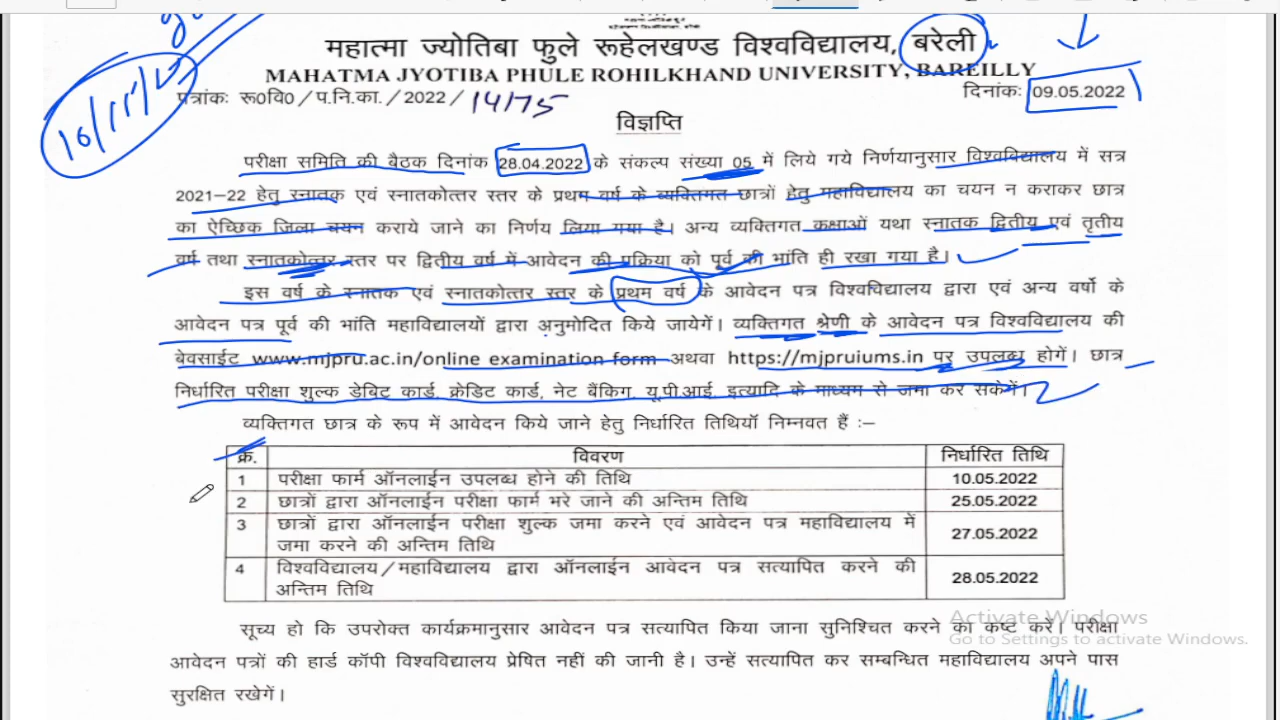 महात्मा ज्योतिबा फुले रूहेलखण्ड विश्वविद्यालय, बरेली
MAHATMA JYOTIBA PHULE ROHILKHAND UNIVERSITY, BAREILLY
पत्रांकः रू0वि0/प.नि.का./2022/ 1475 दिनांकः 09.05.2022
विज्ञप्ति
परीक्षा समिति की बैठक दिनांक 28.04.2022 के संकल्प संख्या 05 में लिये गये निर्णयानुसार विश्वविद्यालय में सत्र
2021–22 हेतु स्नातक एवं स्नातकोत्तर स्तर के प्रथम वर्ष के व्यक्तिगत छात्रों हेतु महाविद्यालय का चयन न कराकर छात्र
का ऐच्छिक जिला चयन कराये जाने का निर्णय लिया गया है। अन्य व्यक्तिगत कक्षाओं यथा स्नातक द्वितीय एवं तृतीय
वर्ष तथा स्नातकोत्तर स्तर पर द्वितीय वर्ष में आवेदन की प्रक्रिया को पूर्व की भांति ही रखा गया है।
इस वर्ष के स्नातक एवं स्नातकोत्तर स्तर के प्रथम वर्ष के आवेदन पत्र विश्वविद्यालय द्वारा एवं अन्य वर्षो के
आवेदन पत्र पूर्व की भांति महाविद्यालयों द्वारा अनुमोदित किये जायेगें। व्यक्तिगत श्रेणी के आवेदन पत्र विश्वविद्यालय की
बेवसाईट www.mjpru.ac.in/online examination form अथवा https://mjpruiums.in पर उपलब्ध होगें। छात्र
निर्धारित परीक्षा शुल्क डेबिट कार्ड, क्रेडिट कार्ड, नेट बैंकिग, यू.पी.आई. इत्यादि के माध्यम से जमा कर सकेगें।
व्यक्तिगत छात्र के रूप में आवेदन किये जाने हेतु निर्धारित तिथियॉ निम्नवत हैं :–
क्र. विवरण निर्धारित तिथि
1 परीक्षा फार्म ऑनलाईन उपलब्ध होने की तिथि 10.05.2022
2 छात्रों द्वारा ऑनलाईन परीक्षा फार्म भरे जाने की अन्तिम तिथि 25.05.2022
3 छात्रों द्वारा ऑनलाईन परीक्षा शुल्क जमा करने एवं आवेदन पत्र महाविद्यालय में
जमा करने की अन्तिम तिथि 27.05.2022
4 विश्वविद्यालय/महाविद्यालय द्वारा ऑनलाईन आवेदन पत्र सत्यापित करने की
अन्तिम तिथि 28.05.2022
सूच्य हो कि उपरोक्त कार्यक्रमानुसार आवेदन पत्र सत्यापित किया जाना सुनिश्चित करने का कष्ट करें। परीक्षा
आवेदन पत्रों की हार्ड कॉपी विश्वविद्यालय प्रेषित नहीं की जानी है। उन्हें सत्यापित कर सम्बन्धित महाविद्यालय अपने पास
सुरक्षित रखेगें।
Activate Windows
Go to Settings to activate Windows.